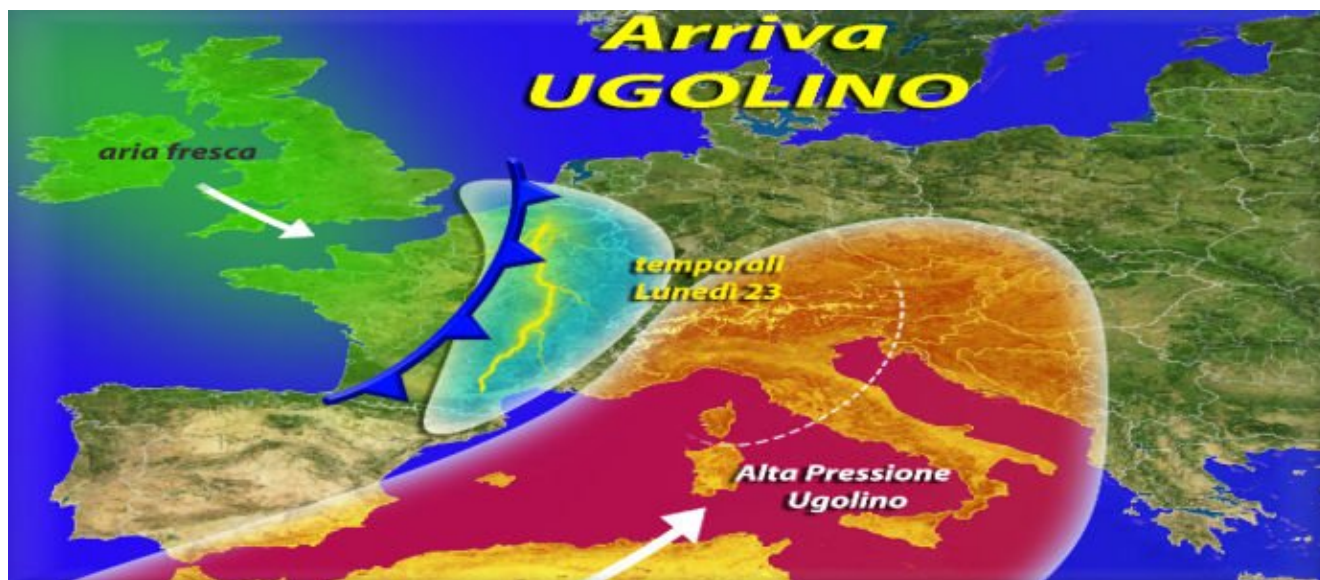 Arriva
UGOLINO
aria fresca
temporali
Lunedì 23
Alta Pressione
Ugolino